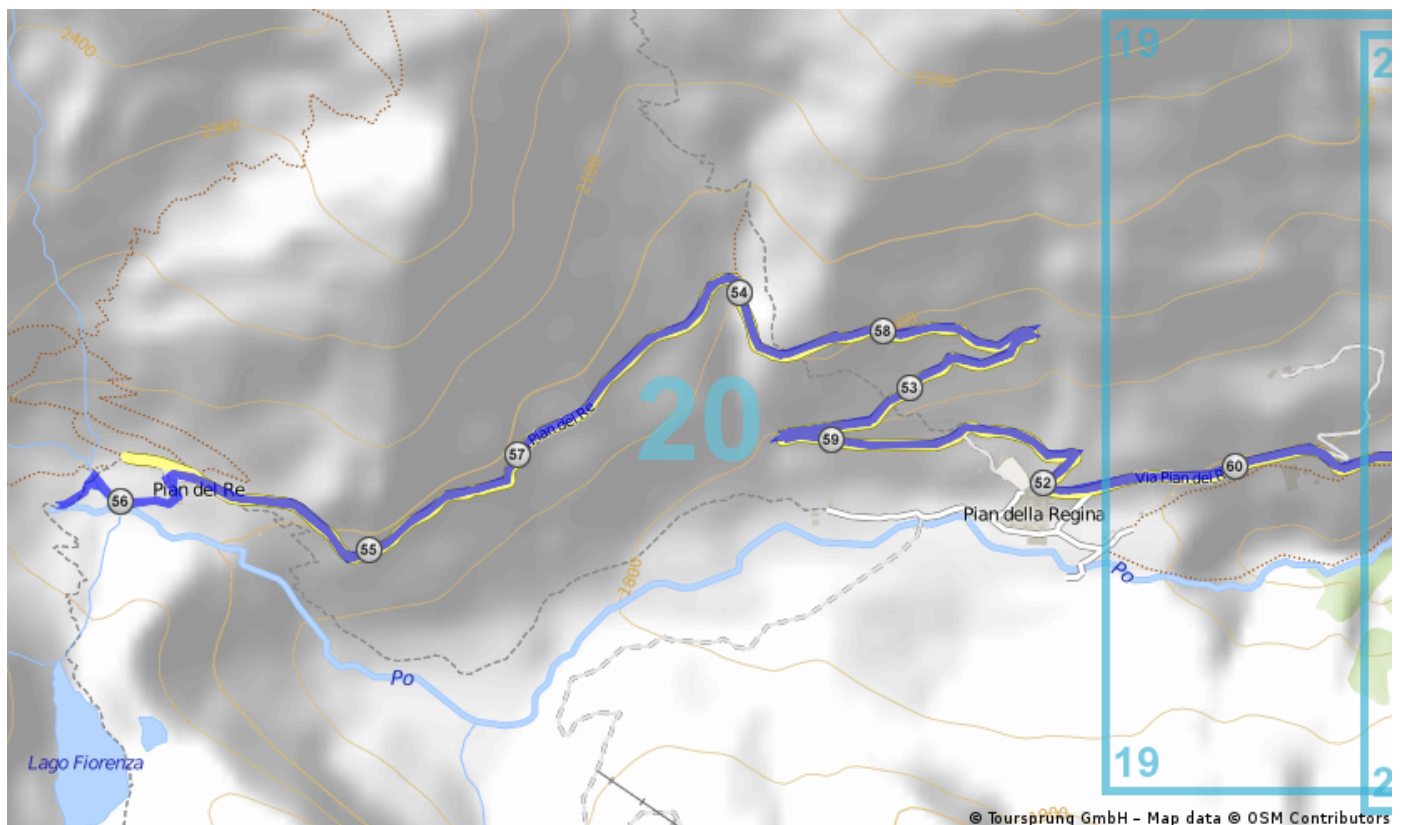 2400
19
2
2300
2100
54
58
53
20
Pian del Re
59
57
60
Via Pian del R
52
56
Pian del Re
Pian della Regina
55
1800
Po
Po
Lago Fiorenza
19
2
© Toursprung GmbH – Map data © OSM Contributors